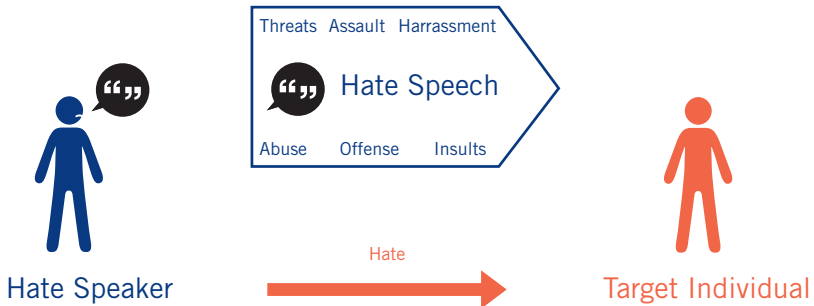 Threats Assault Harrassment
“„ “„ Hate Speech
Abuse Offense Insults
Hate
Hate Speaker Target Individual